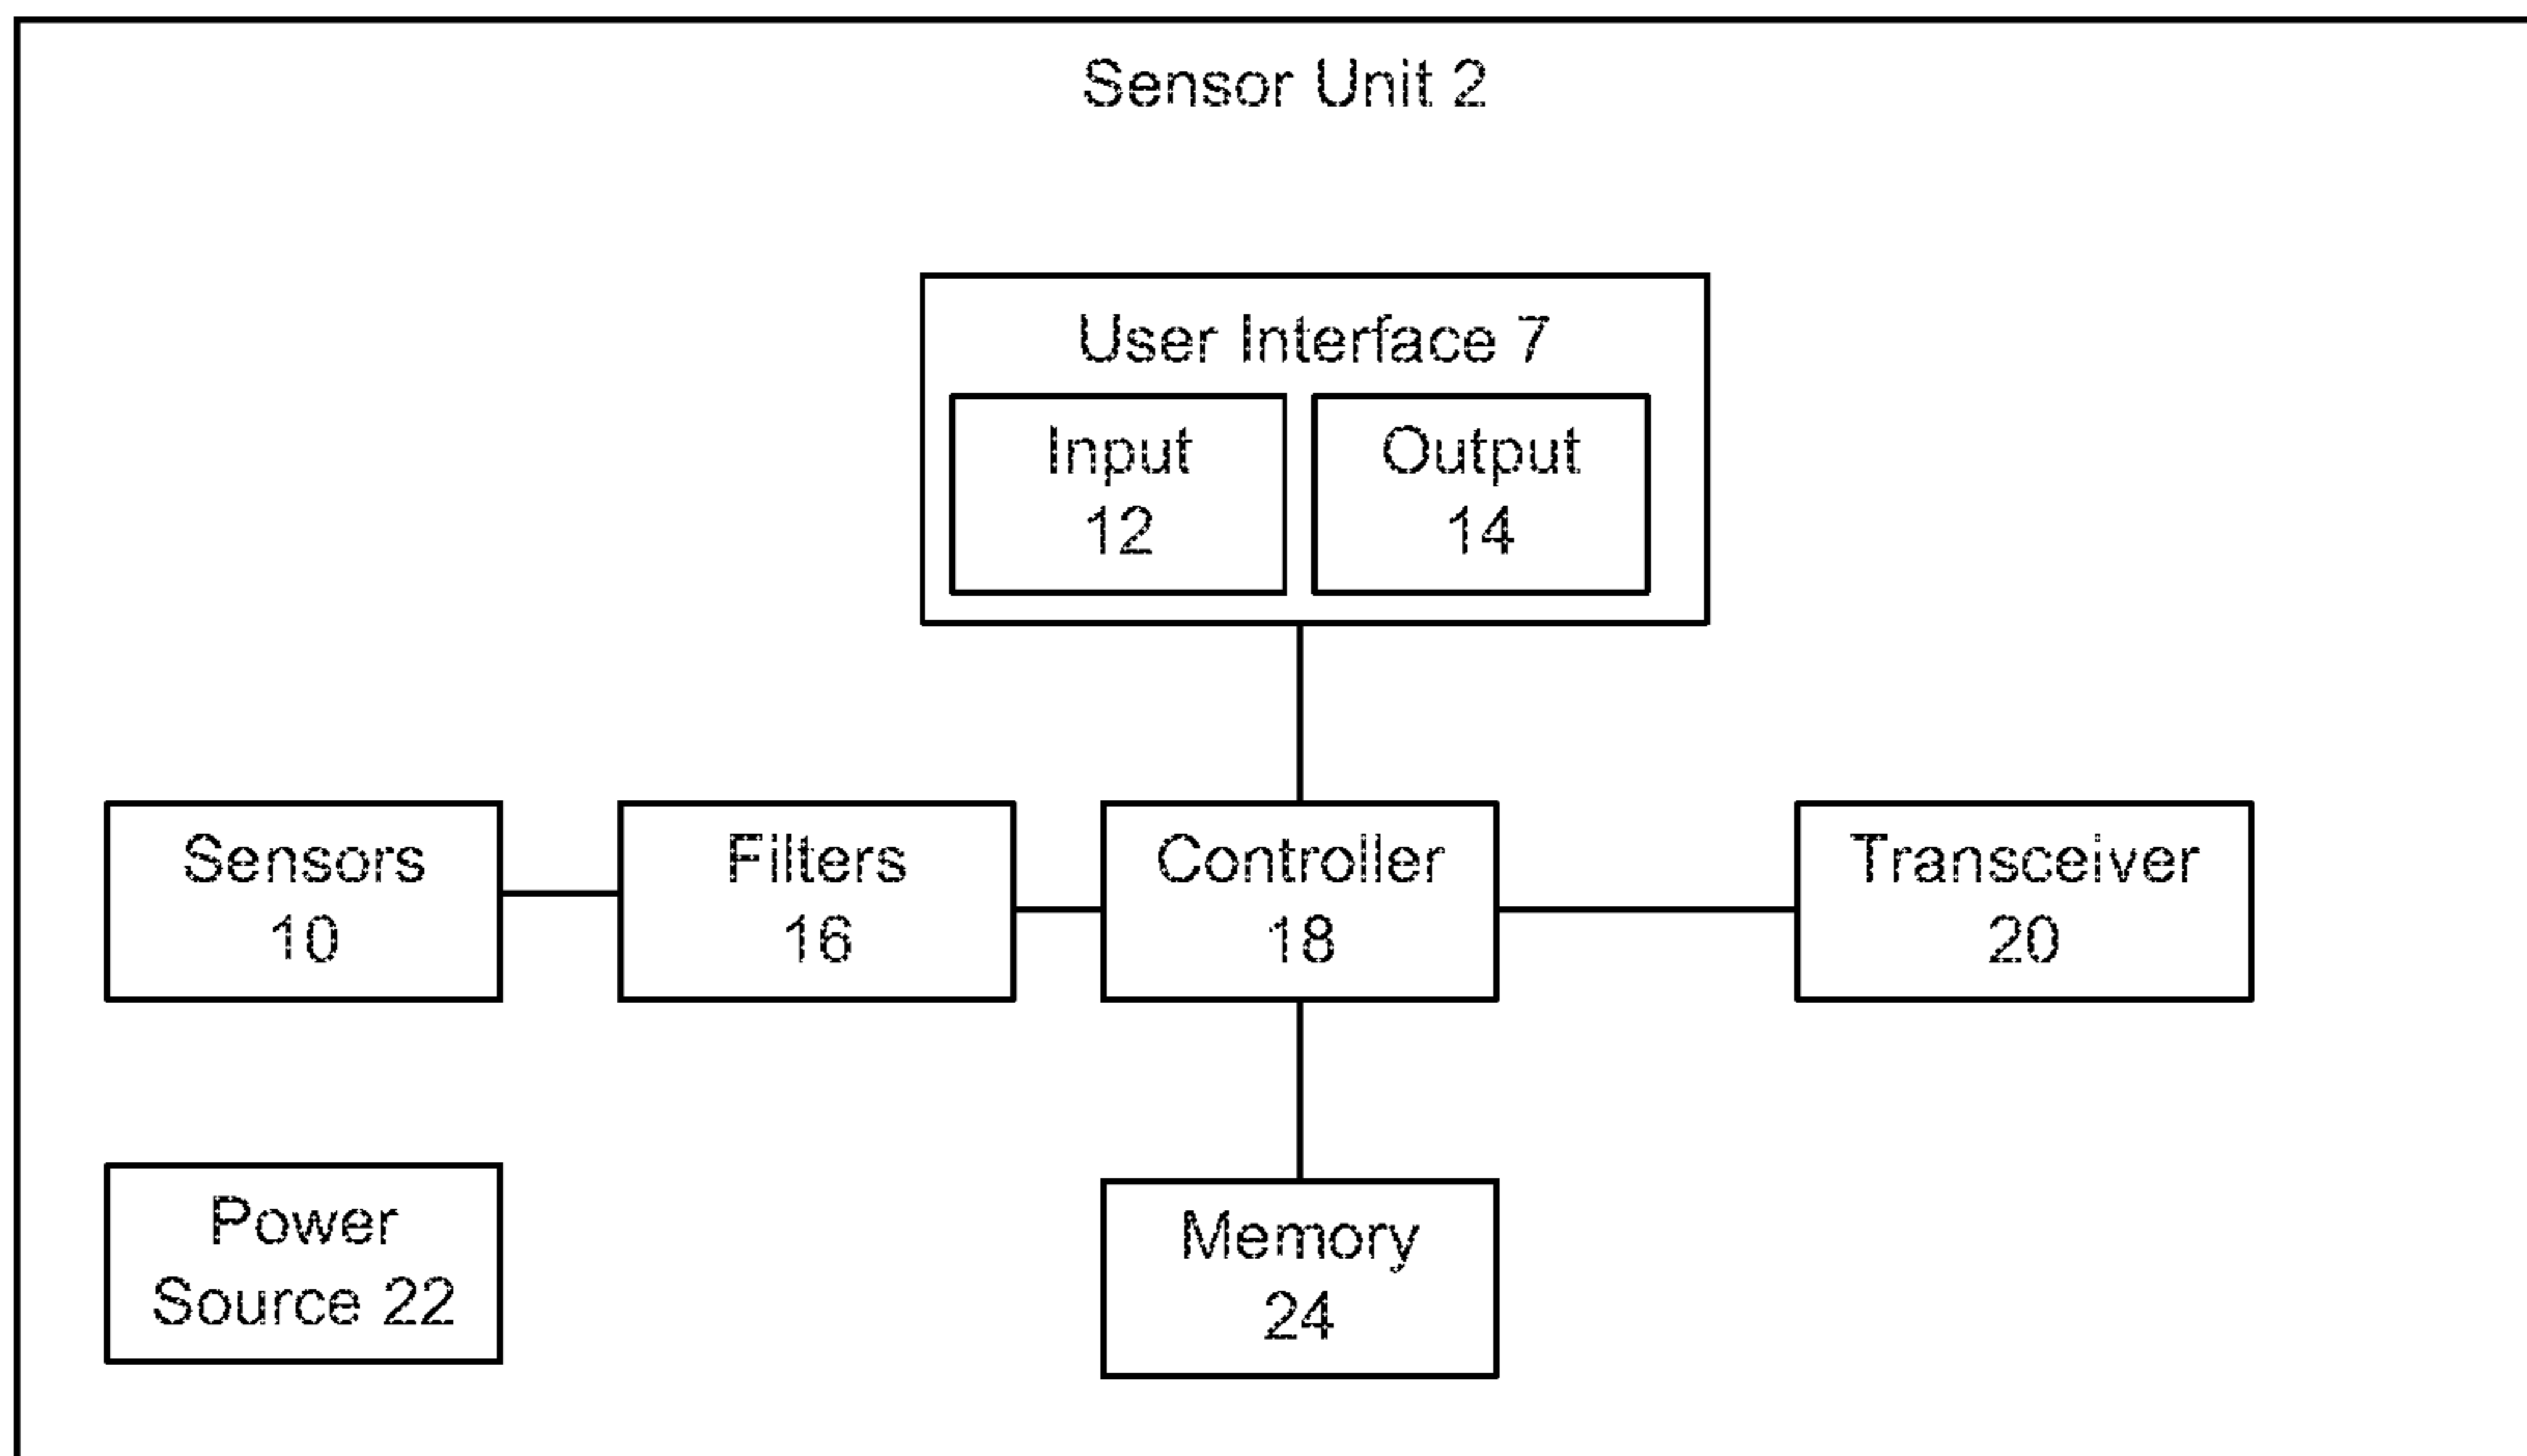 Sensor Unit 2
User Interface 7
Input
12
Output
14
Sensors
10
Filters
16
Controller
18
Transceiver
20
Power
Source 22
Memory
24